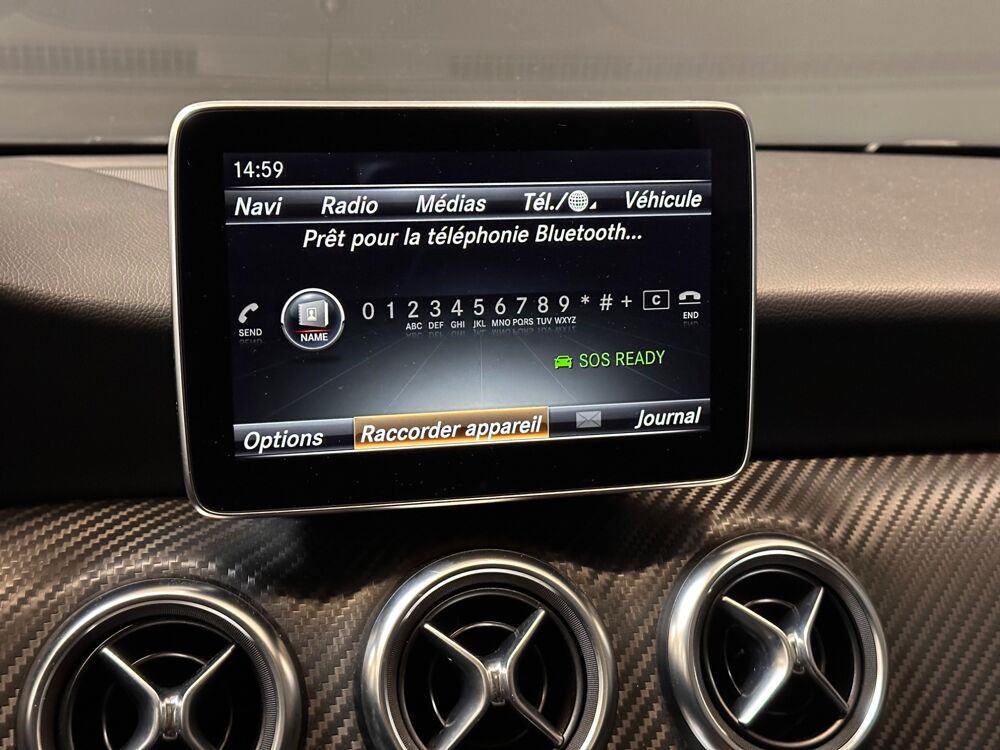 14:59
Navi Radio Médias Tél./ Véhicule
Prêt pour la téléphonie Bluetooth...
0 1 2 3 4 5 6 7 8 9 * # + C
ABC DEF GHI JKL MNO PQRS TUV WXYZ
SEND NAME END
SOS READY
Options Raccorder appareil Journal